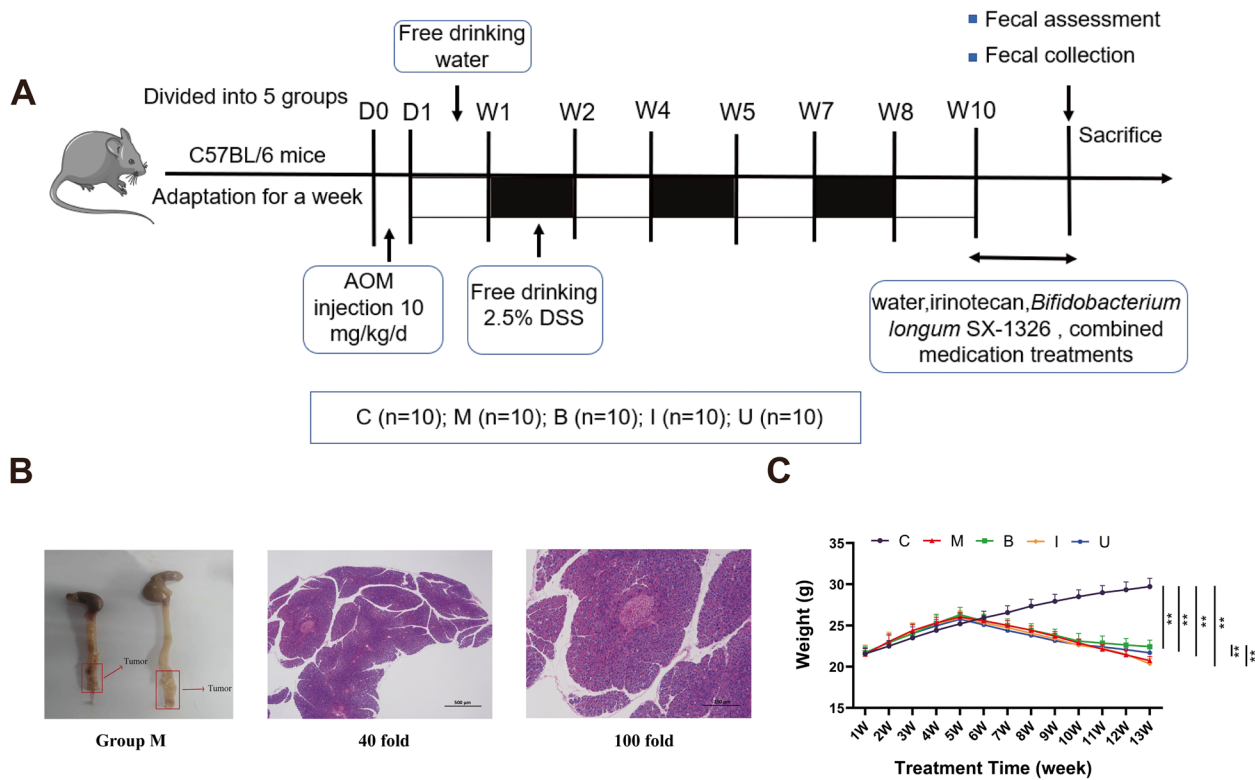 A
Divided into 5 groups
C57BL/6 mice
Adaptation for a week
Free drinking
water
Fecal assessment
Fecal collection
D0 D1 W1 W2 W4 W5 W7 W8 W10
Sacrifice
AOM
injection 10
mg/kg/d
Free drinking
2.5% DSS
water,irinotecan,Bifidobacterium
longum SX-1326 , combined
medication treatments
C (n=10); M (n=10); B (n=10); I (n=10); U (n=10)
B
Tumor
Tumor
Group M
500 μm
40 fold
100 fold
C
C M B I U
Weight (g)
35
30
25
20
15
1W 2W 3W 4W 5W 6W 7W 8W 9W 10W 11W 12W 13W
Treatment Time (week)
** ** ** ** ** **